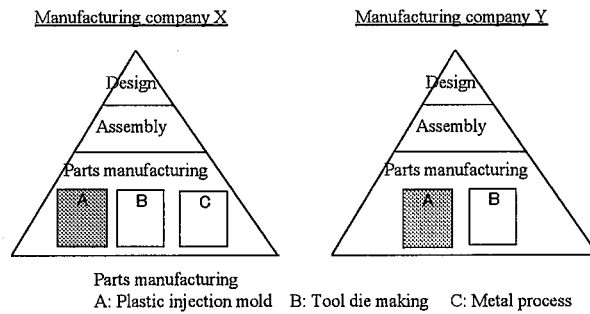 Manufacturing company X
Manufacturing company Y
Design
Assembly
Parts manufacturing
A B C
Design
Assembly
Parts manufacturing
A B
Parts manufacturing
A: Plastic injection mold B: Tool die making C: Metal process